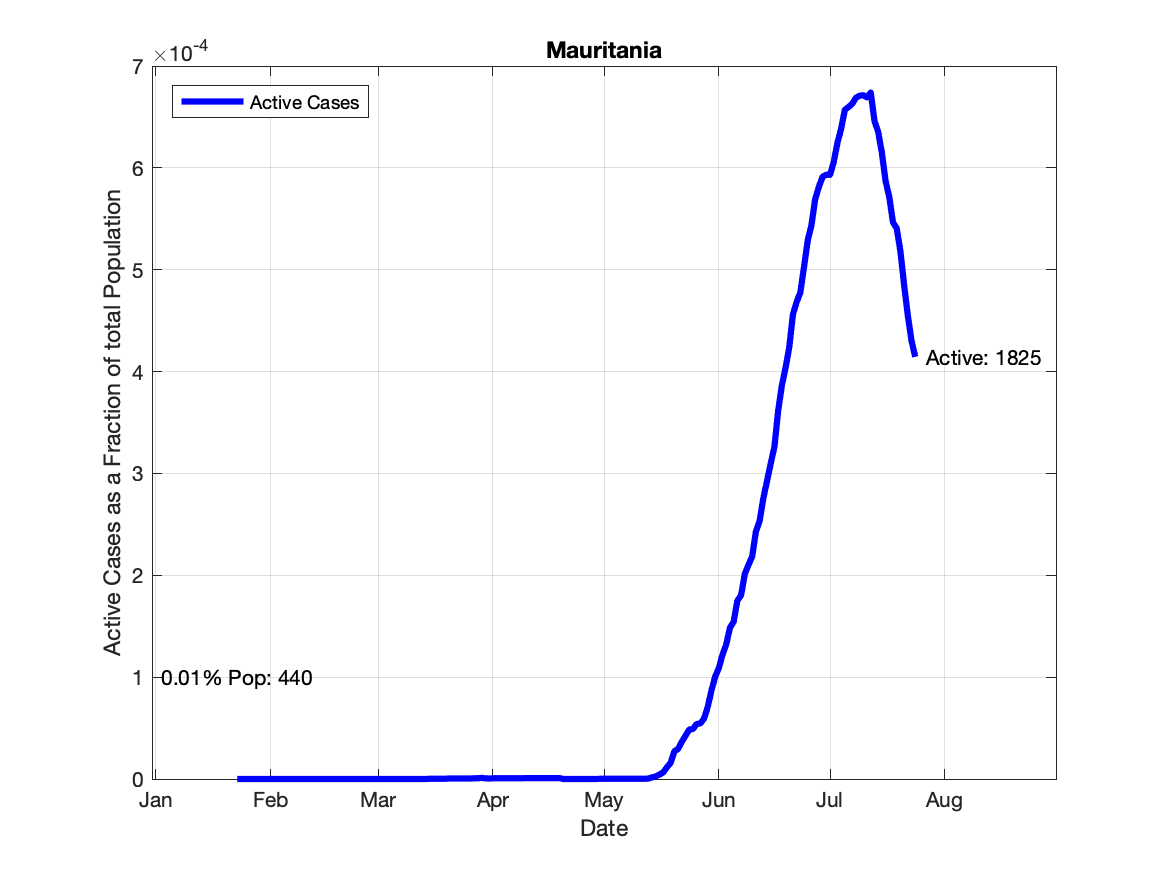 Mauritania
×10⁻⁴
Active Cases
7
6
5
4
3
2
1
0
Active Cases as a Fraction of total Population
0.01% Pop: 440
Active: 1825
Jan Feb Mar Apr May Jun Jul Aug
Date